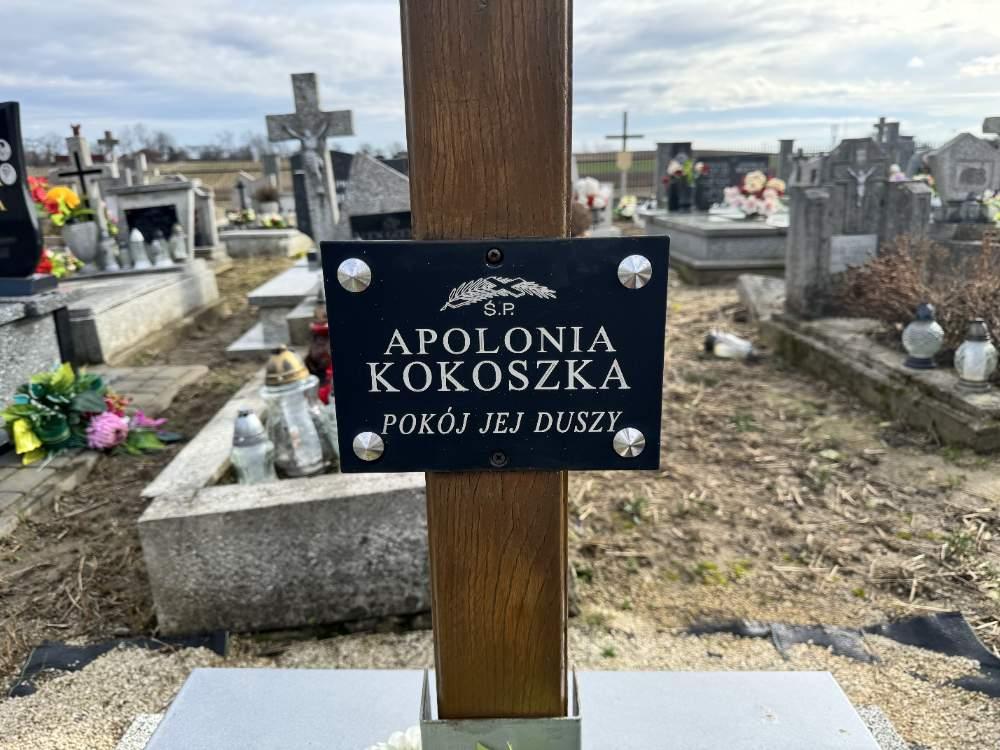 Ś.P.
APOLONIA
KOKOSZKA
POKÓJ JEJ DUSZY